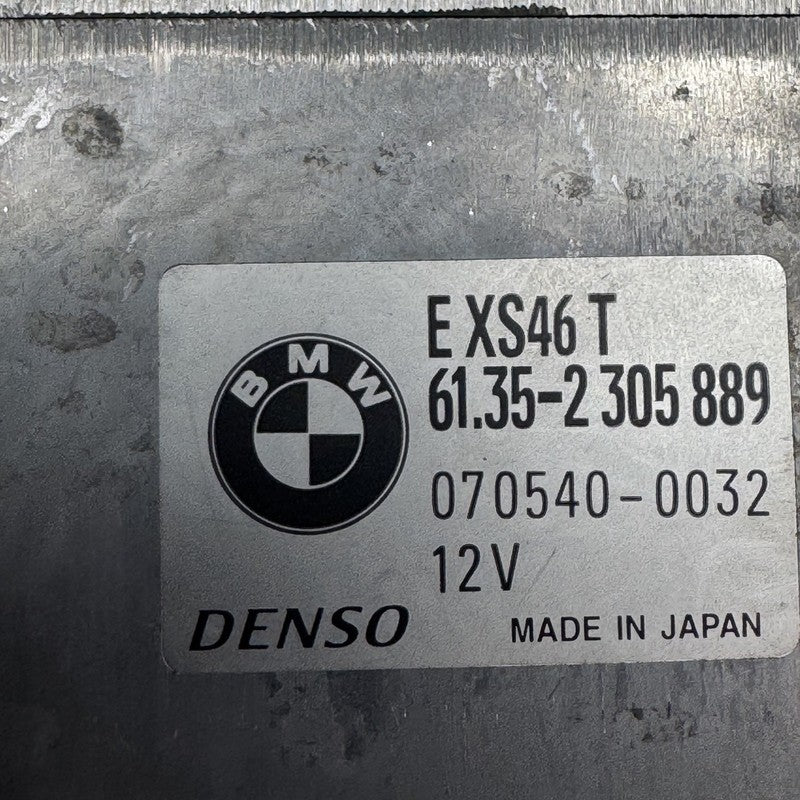 BMW
E XS46 T
61.35-2 305 889
070540-0032
12V
DENSO MADE IN JAPAN